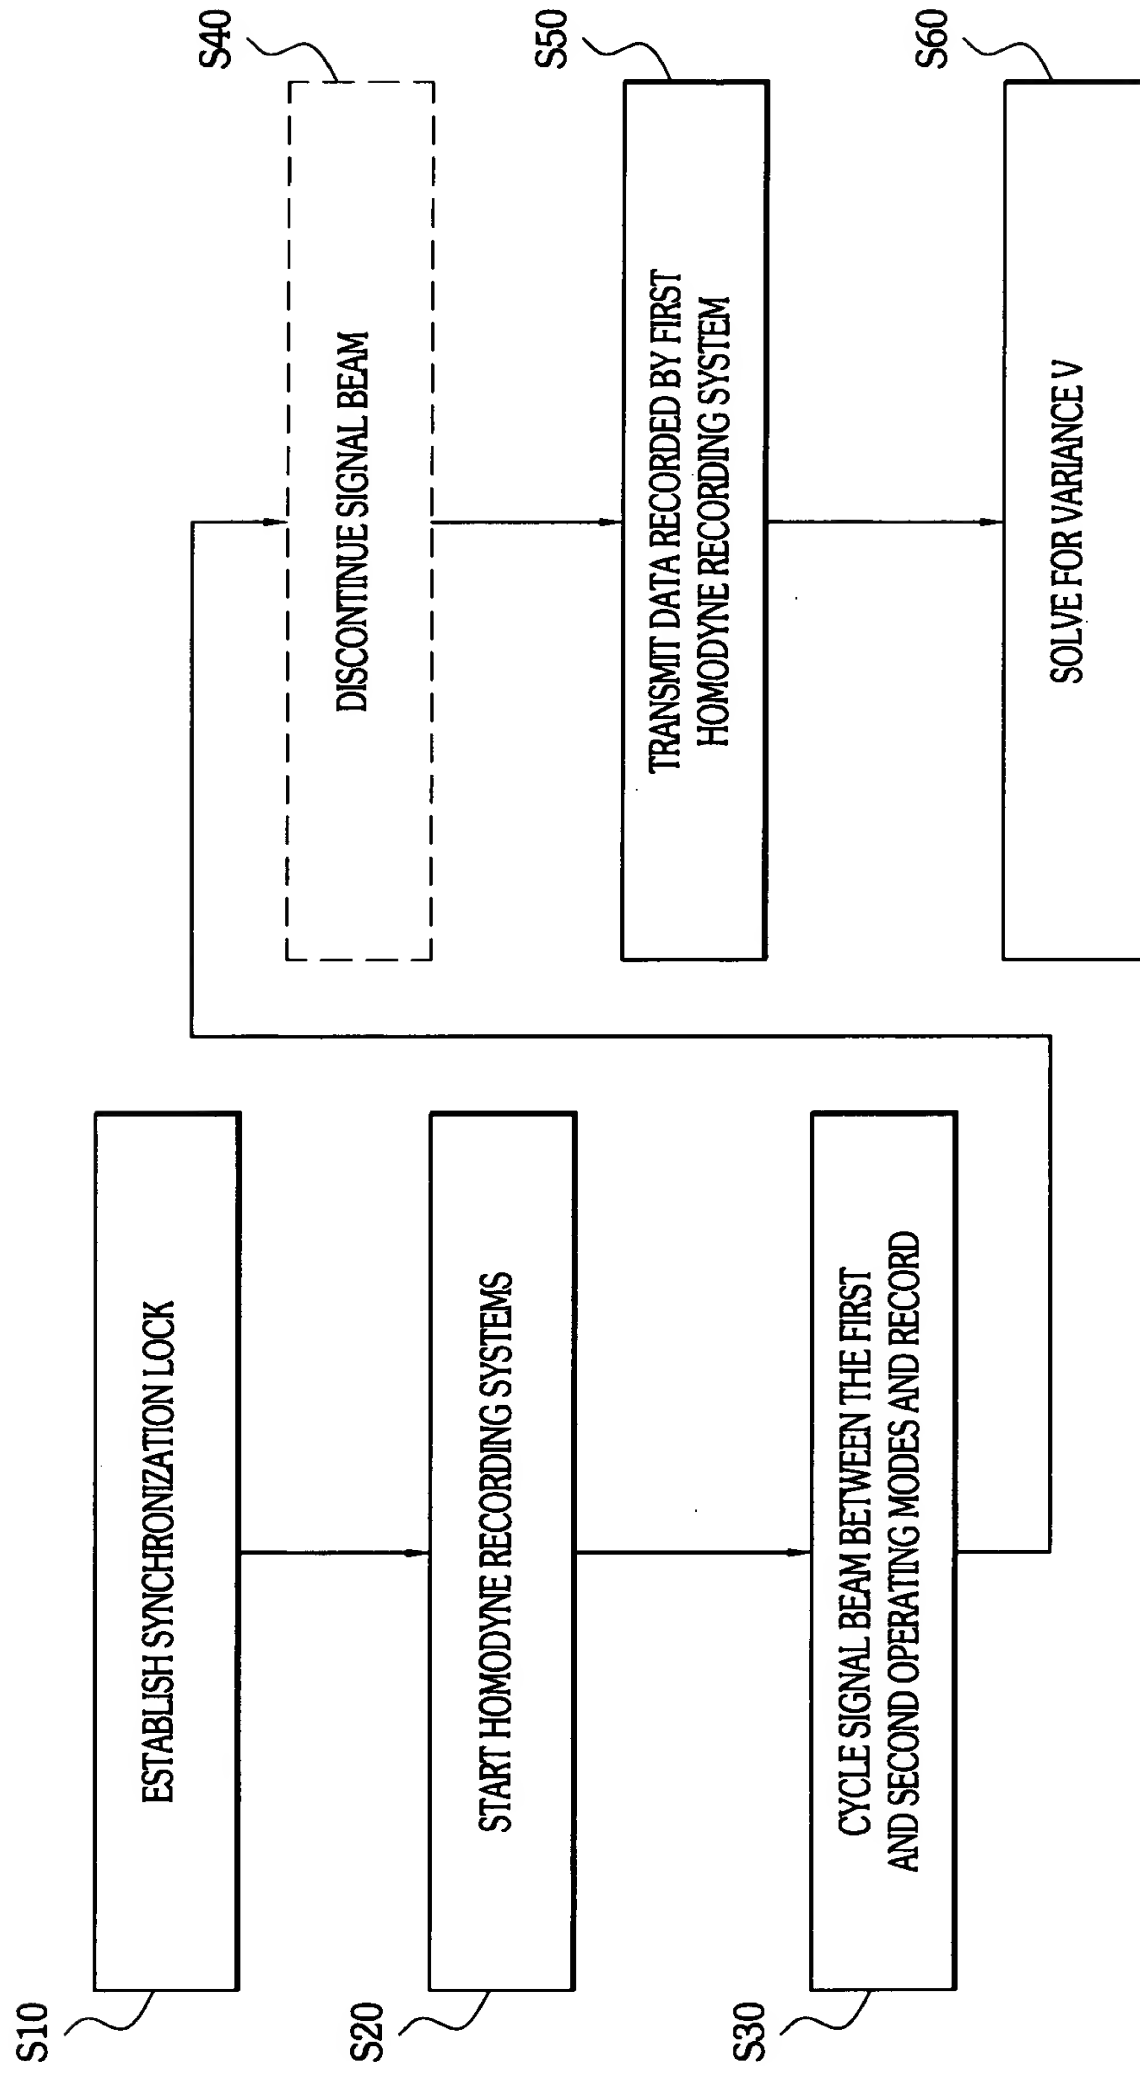 S10
ESTABLISH SYNCHRONIZATION LOCK
S20
START HOMODYNE RECORDING SYSTEMS
S30
CYCLE SIGNAL BEAM BETWEEN THE FIRST
AND SECOND OPERATING MODES AND RECORD
S40
DISCONTINUE SIGNAL BEAM
S50
TRANSMIT DATA RECORDED BY FIRST
HOMODYNE RECORDING SYSTEM
S60
SOLVE FOR VARIANCE V